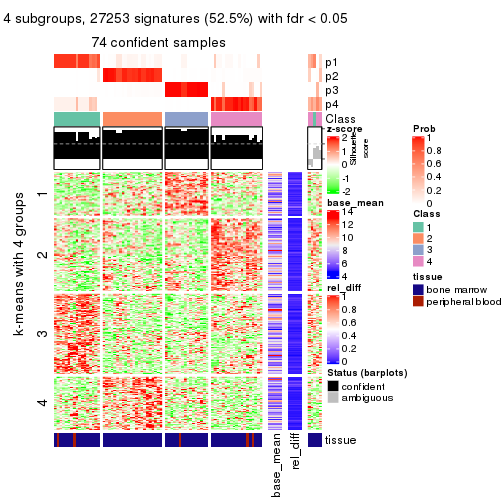 4 subgroups, 27253 signatures (52.5%) with fdr < 0.05
74 confident samples
p1
p2
p3
p4
Class
Silhouette score
k-means with 4 groups
1
2
3
4
base_mean
rel_diff
tissue
z-score
2
1
0
-1
-2
base_mean
14
12
10
8
6
4
rel_diff
1
0.8
0.6
0.4
0.2
0
Status (barplots)
confident
ambiguous
Prob
1
0.8
0.6
0.4
0.2
0
Class
1
2
3
4
tissue
bone marrow
peripheral blood